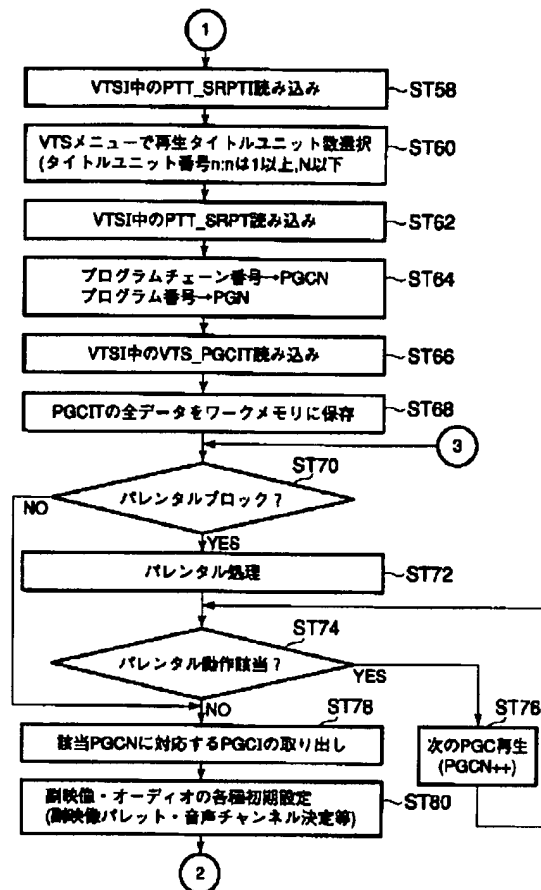 1
VTSI中のPTT_SRPTI読み込み
ST58
VTSメニューで再生タイトルユニット数選択
(タイトルユニット番号n:nは1以上,N以下
ST60
VTSI中のPTT_SRPT読み込み
ST62
プログラムチェーン番号→PGCN
プログラム番号→PGN
ST64
VTSI中のVTS_PGCIT読み込み
ST66
PGCITの全データをワークメモリに保存
ST68
3
ST70
パレンタルブロック?
NO
YES
パレンタル処理
ST72
ST74
パレンタル動作該当?
YES
NO
ST78
該当PGCNに対応するPGCIの取り出し
ST76
次のPGC再生
(PGCN++)
副映像・オーディオの各種初期設定
(副映像パレット・音声チャンネル決定等)
ST80
2